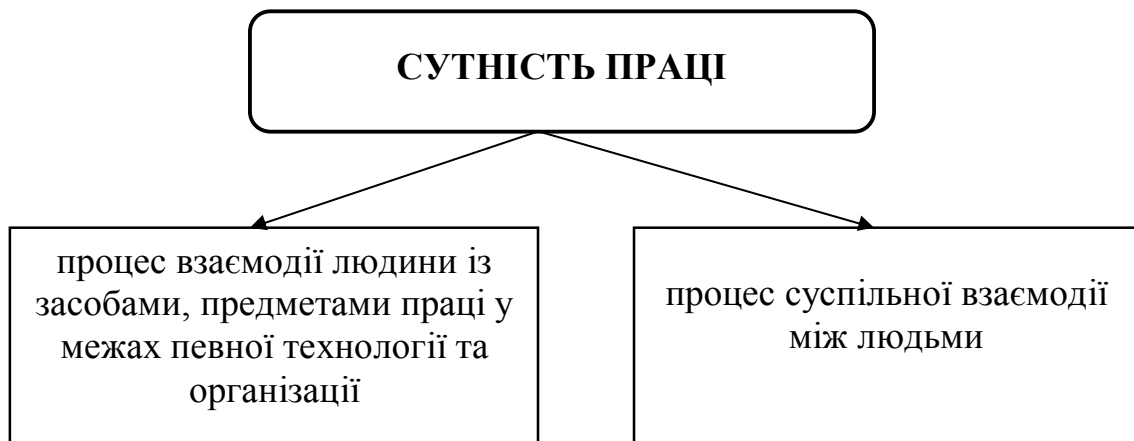 СУТНІСТЬ ПРАЦІ
процес взаємодії людини із
засобами, предметами праці у
межах певної технології та
організації
процес суспільної взаємодії
між людьми